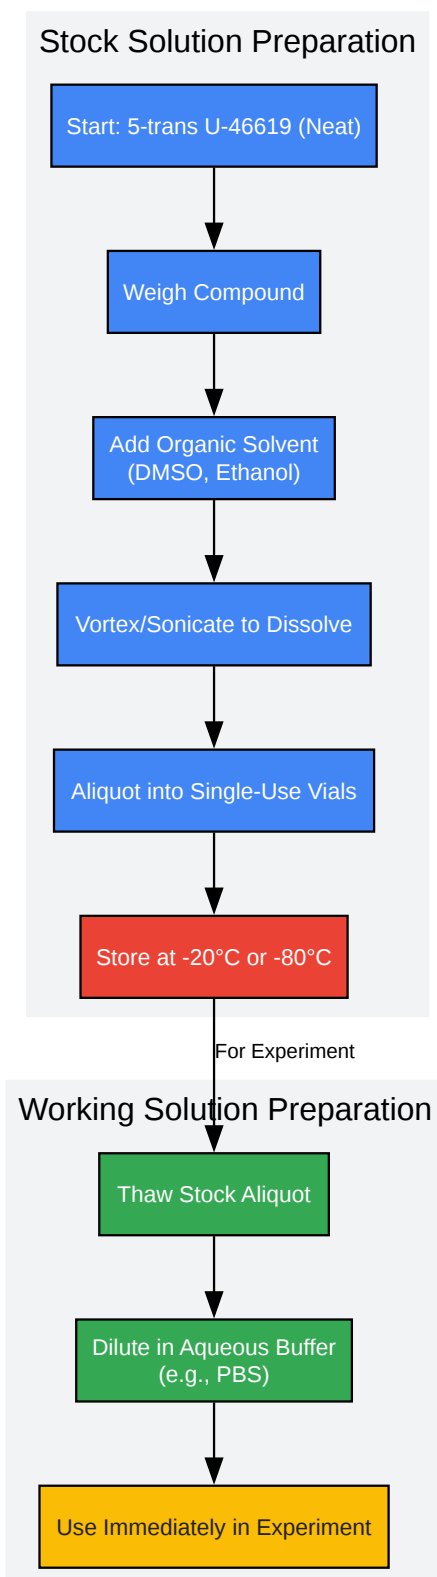 Stock Solution Preparation
Start: 5-trans U-46619 (Neat)
Weigh Compound
Add Organic Solvent
(DMSO, Ethanol)
Vortex/Sonicate to Dissolve
Aliquot into Single-Use Vials
Store at -20°C or -80°C
For Experiment
Working Solution Preparation
Thaw Stock Aliquot
Dilute in Aqueous Buffer
(e.g., PBS)
Use Immediately in Experiment